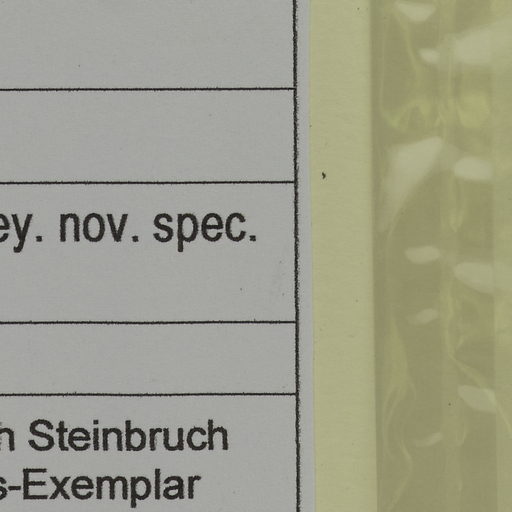 ey. nov. spec.
h Steinbruch
s-Exemplar